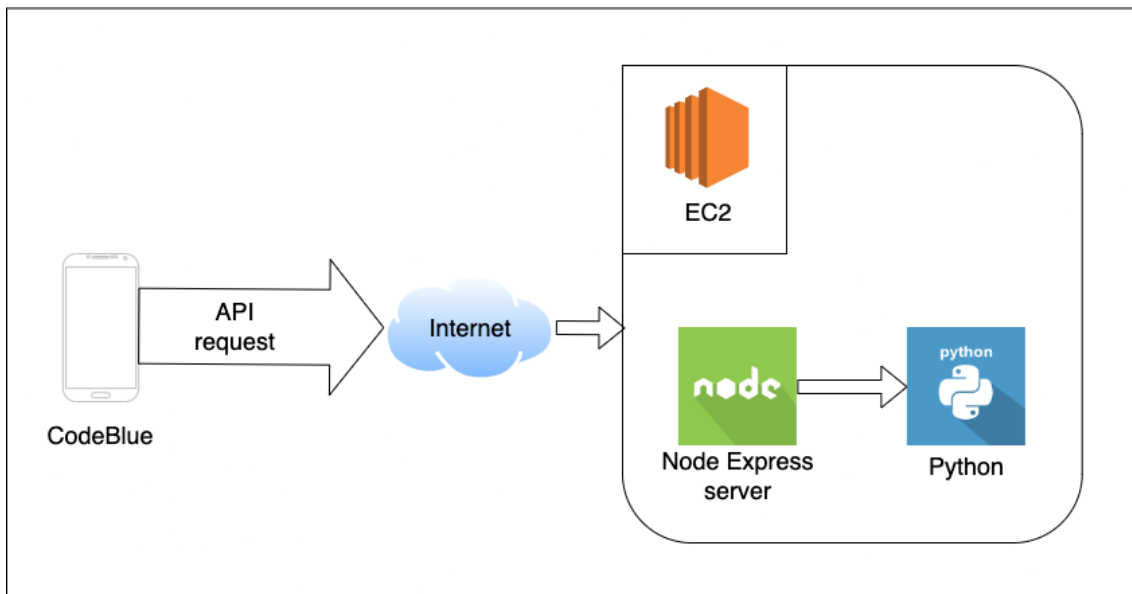 EC2
API
request
Internet
CodeBlue
node
Node Express
server
python
Python